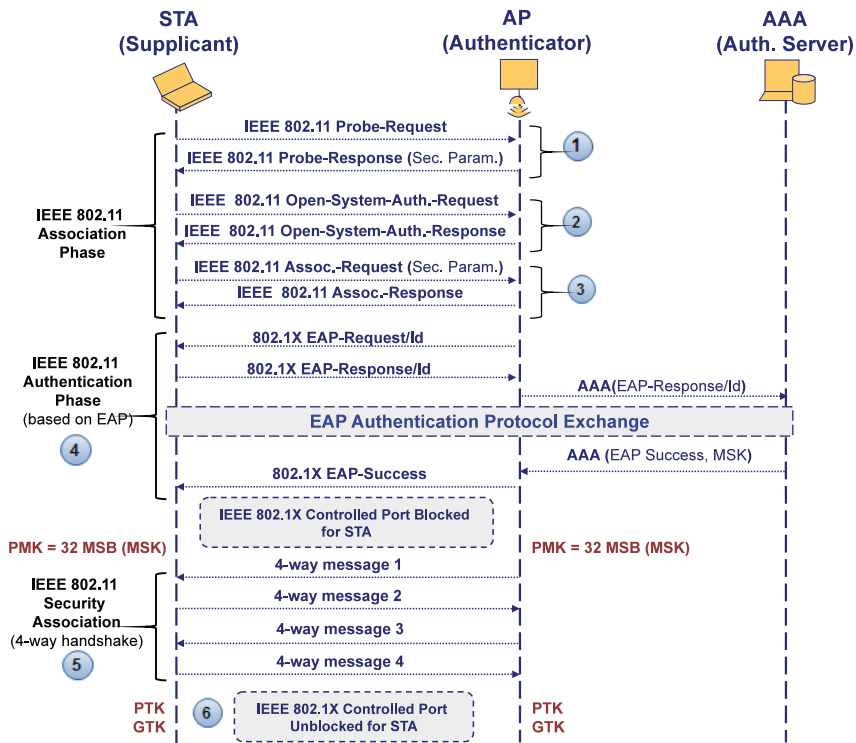 STA
(Supplicant)
AP
(Authenticator)
AAA
(Auth. Server)
IEEE 802.11 Probe-Request
1
IEEE 802.11 Probe-Response (Sec. Param.)
IEEE 802.11 Open-System-Auth.-Request
IEEE 802.11
Association
Phase
2
IEEE 802.11 Open-System-Auth.-Response
IEEE 802.11 Assoc.-Request (Sec. Param.)
3
IEEE 802.11 Assoc.-Response
802.1X EAP-Request/Id
IEEE 802.11
Authentication
Phase
(based on EAP)
4
802.1X EAP-Response/Id
AAA(EAP-Response/Id)
EAP Authentication Protocol Exchange
AAA (EAP Success, MSK)
802.1X EAP-Success
IEEE 802.1X Controlled Port Blocked
for STA
PMK = 32 MSB (MSK)
PMK = 32 MSB (MSK)
4-way message 1
IEEE 802.11
Security
Association
(4-way handshake)
5
4-way message 2
4-way message 3
4-way message 4
PTK
GTK
6
IEEE 802.1X Controlled Port
Unblocked for STA
PTK
GTK